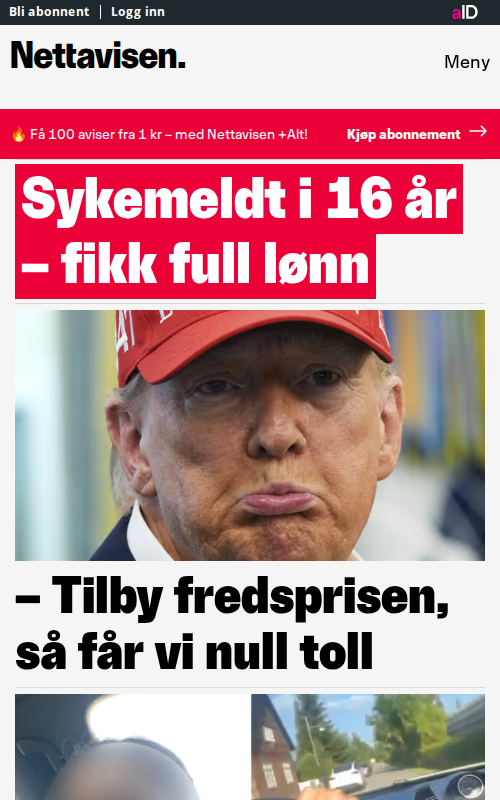 Bli abonnent | Logg inn
aID
Nettavisen.
Meny
🔥 Få 100 aviser fra 1 kr – med Nettavisen +Alt!
Kjøp abonnement →
Sykemeldt i 16 år
– fikk full lønn
– Tilby fredsprisen,
så får vi null toll